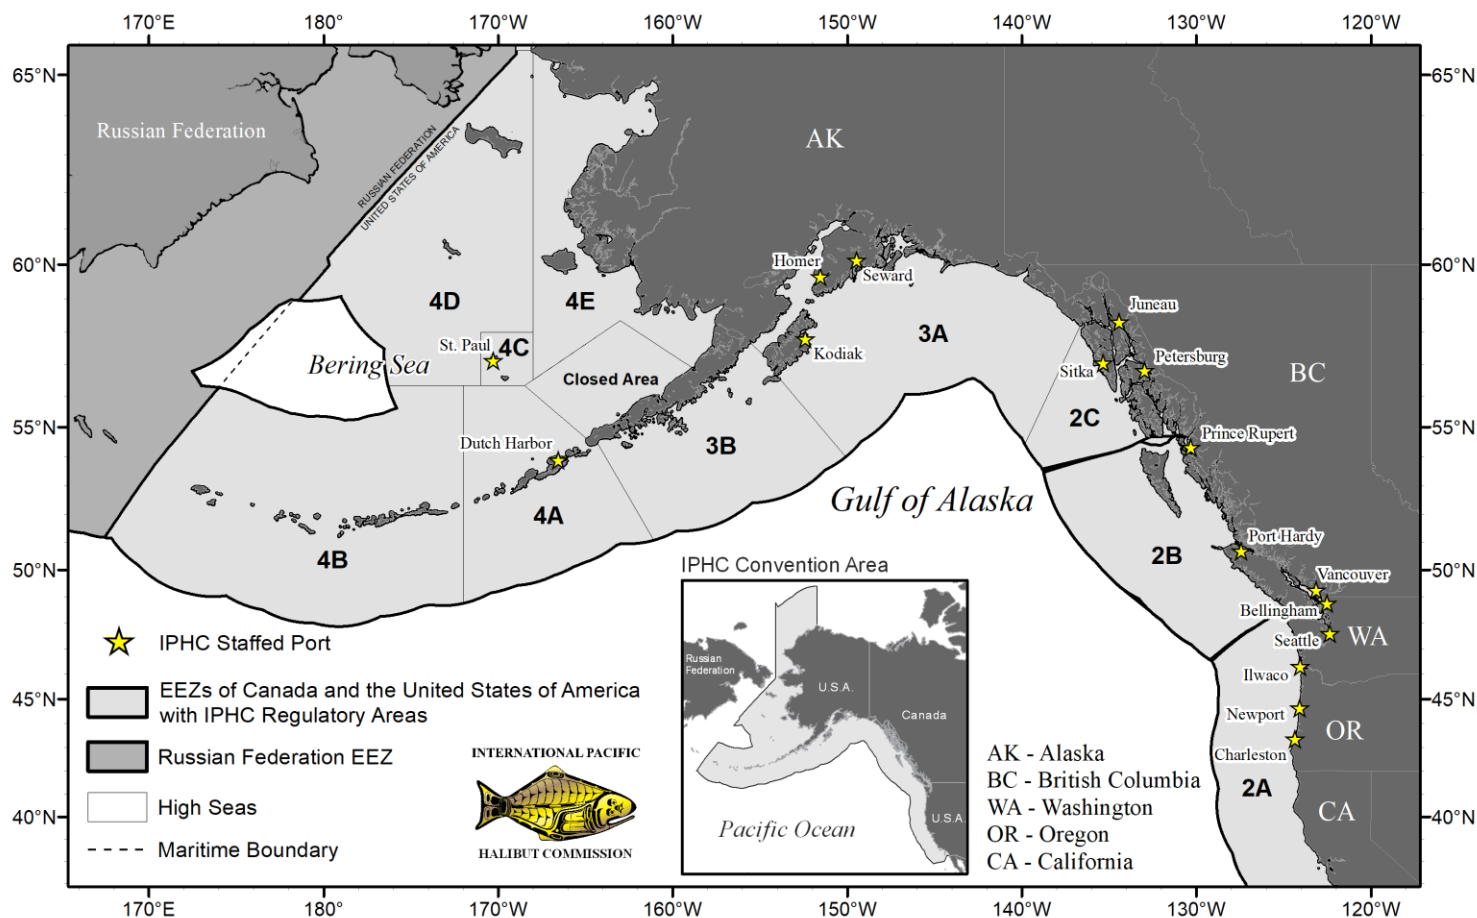 170°E 180° 170°W 160°W 150°W 140°W 130°W 120°W
65°N 65°N
Russian Federation
RUSSIAN FEDERATION
UNITED STATES OF AMERICA
AK
60°N 60°N
Homer
Seward
Juneau
4D
4E
3A
Kodiak
St. Paul
4C
Bering Sea
Closed Area
Petersburg
Sitka
BC
2C
55°N 55°N
Dutch Harbor
3B
Prince Rupert
Gulf of Alaska
4A
4B
Port Hardy
2B
50°N 50°N
Vancouver
Bellingham
Seattle
WA
Ilwaco
45°N 45°N
Newport
OR
Charleston
2A
CA
40°N 40°N
IPHC Staffed Port
EEZs of Canada and the United States of America
with IPHC Regulatory Areas
Russian Federation EEZ
High Seas
Maritime Boundary
INTERNATIONAL PACIFIC
HALIBUT COMMISSION
IPHC Convention Area
Russian
Federation
U.S.A.
Canada
U.S.A.
Pacific Ocean
AK - Alaska
BC - British Columbia
WA - Washington
OR - Oregon
CA - California
170°E 180° 170°W 160°W 150°W 140°W 130°W 120°W